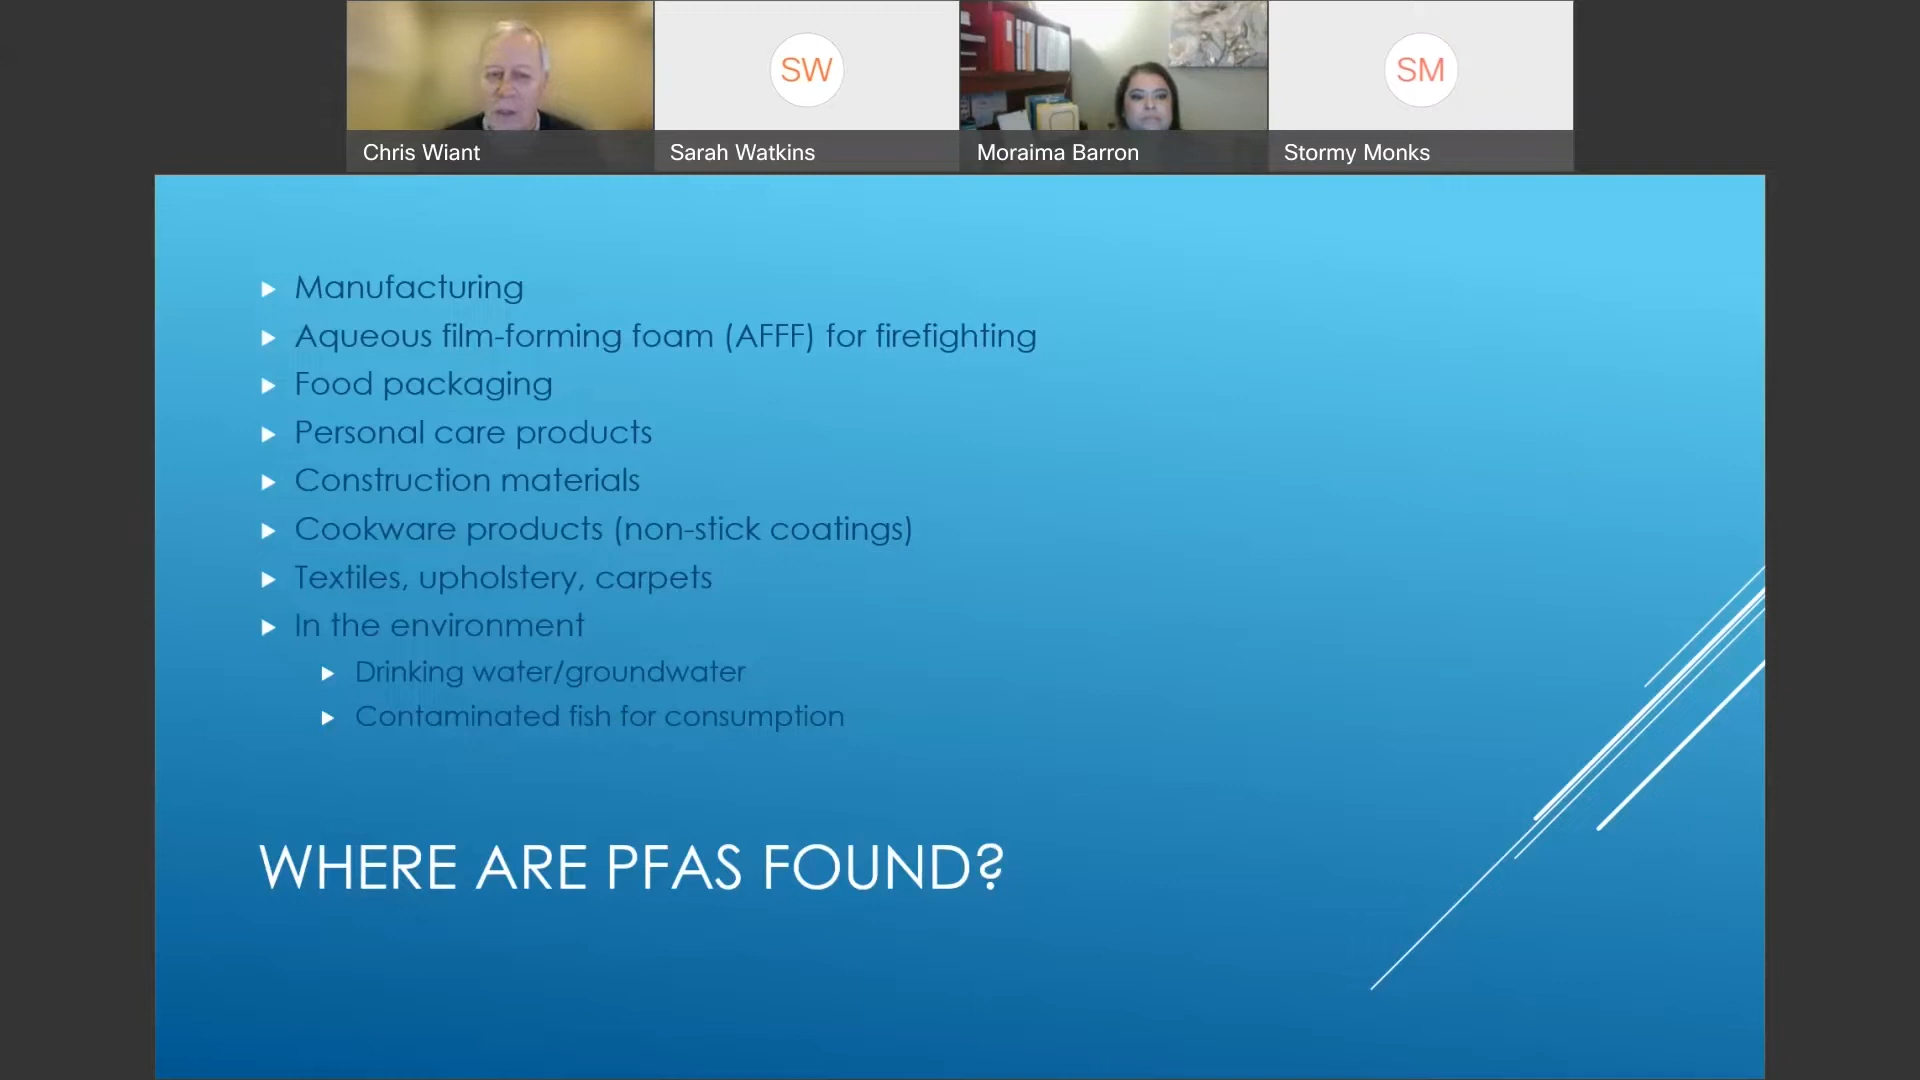 SW
SM
Chris Wiant
Sarah Watkins
Moraima Barron
Stormy Monks
Manufacturing
Aqueous film-forming foam (AFFF) for firefighting
Food packaging
Personal care products
Construction materials
Cookware products (non-stick coatings)
Textiles, upholstery, carpets
In the environment
Drinking water/groundwater
Contaminated fish for consumption
WHERE ARE PFAS FOUND?